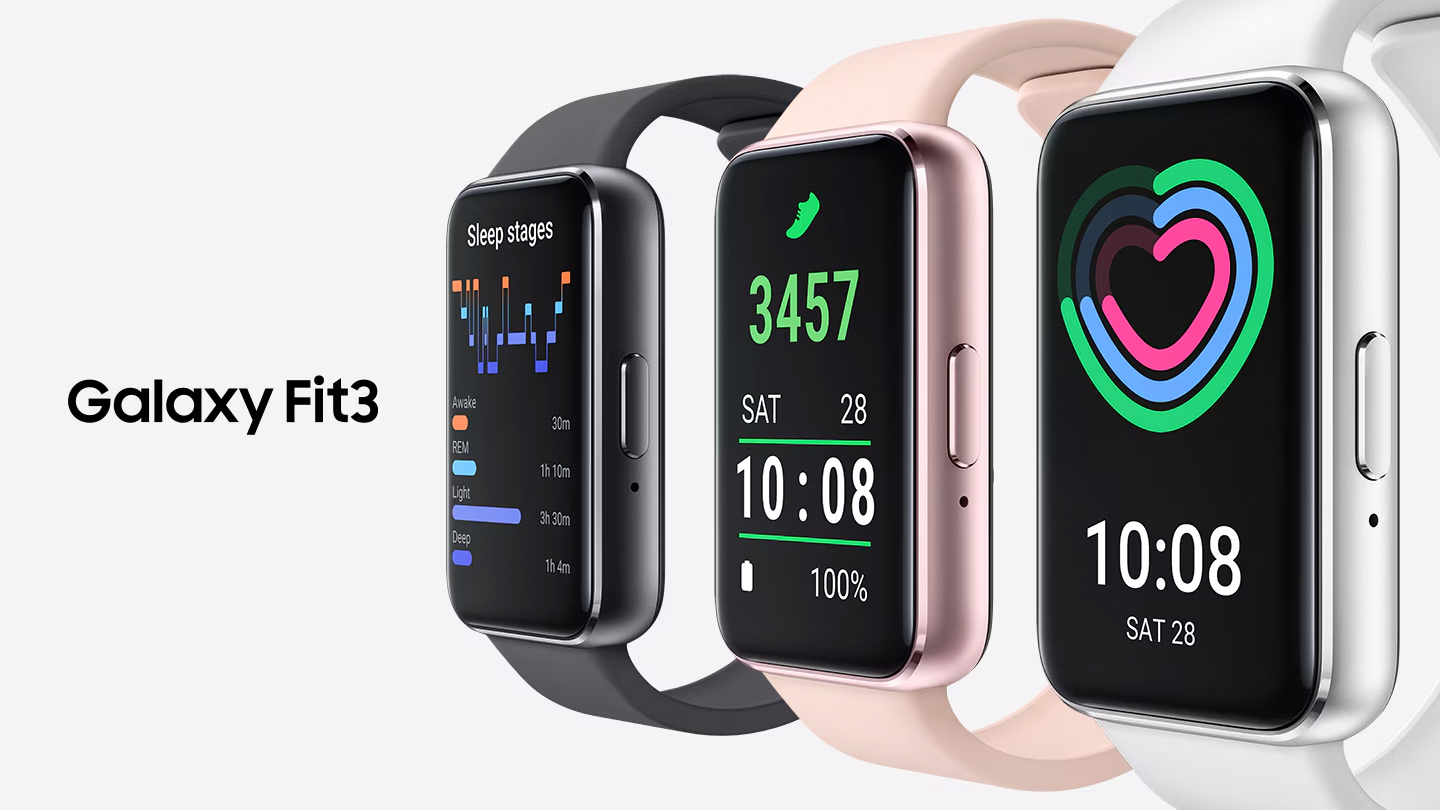 Galaxy Fit3
Sleep stages
Awake
30m
REM
1h 10m
Light
3h 30m
Deep
1h 4m
3457
SAT 28
10:08
100%
10:08
SAT 28